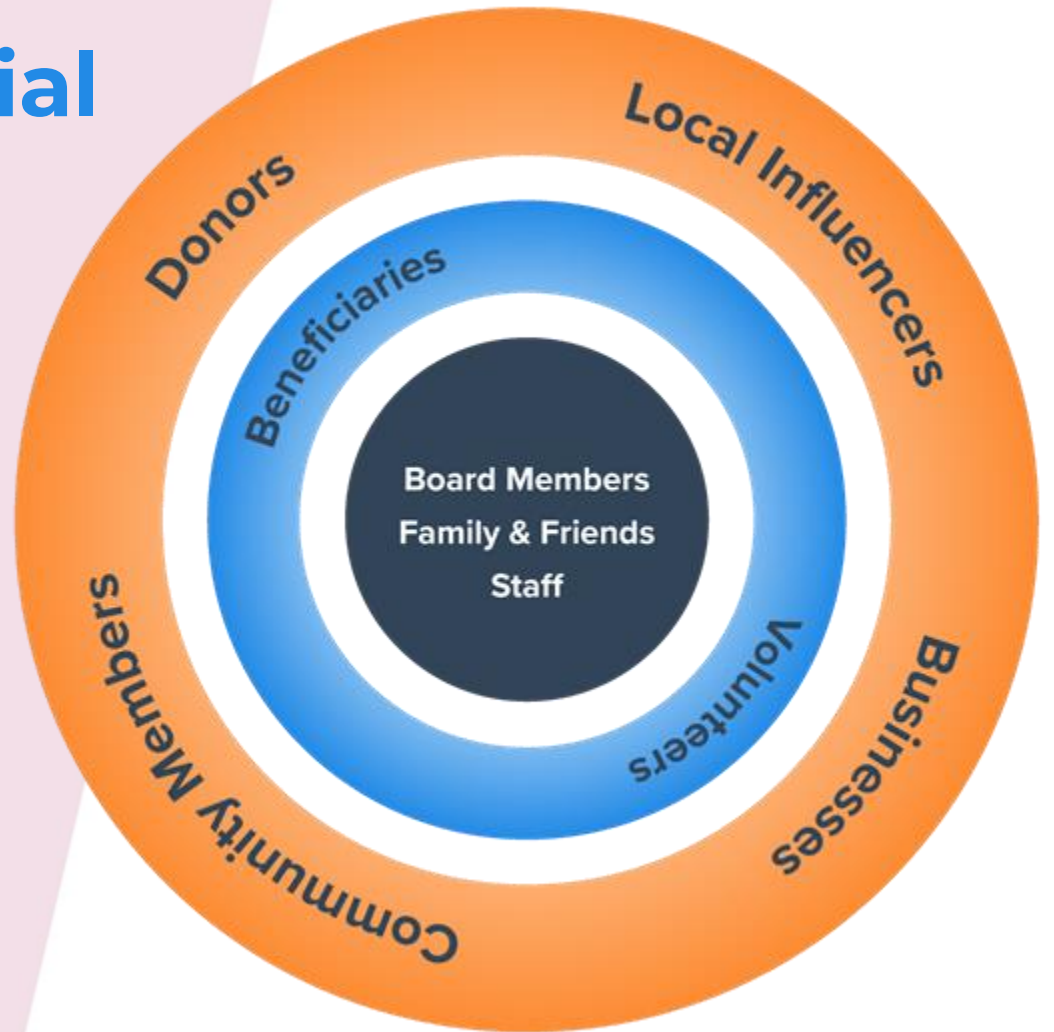 ial
Donors
Local Influencers
Beneficiaries
Board Members
Family & Friends
Staff
Volunteers
Businesses
Community Members